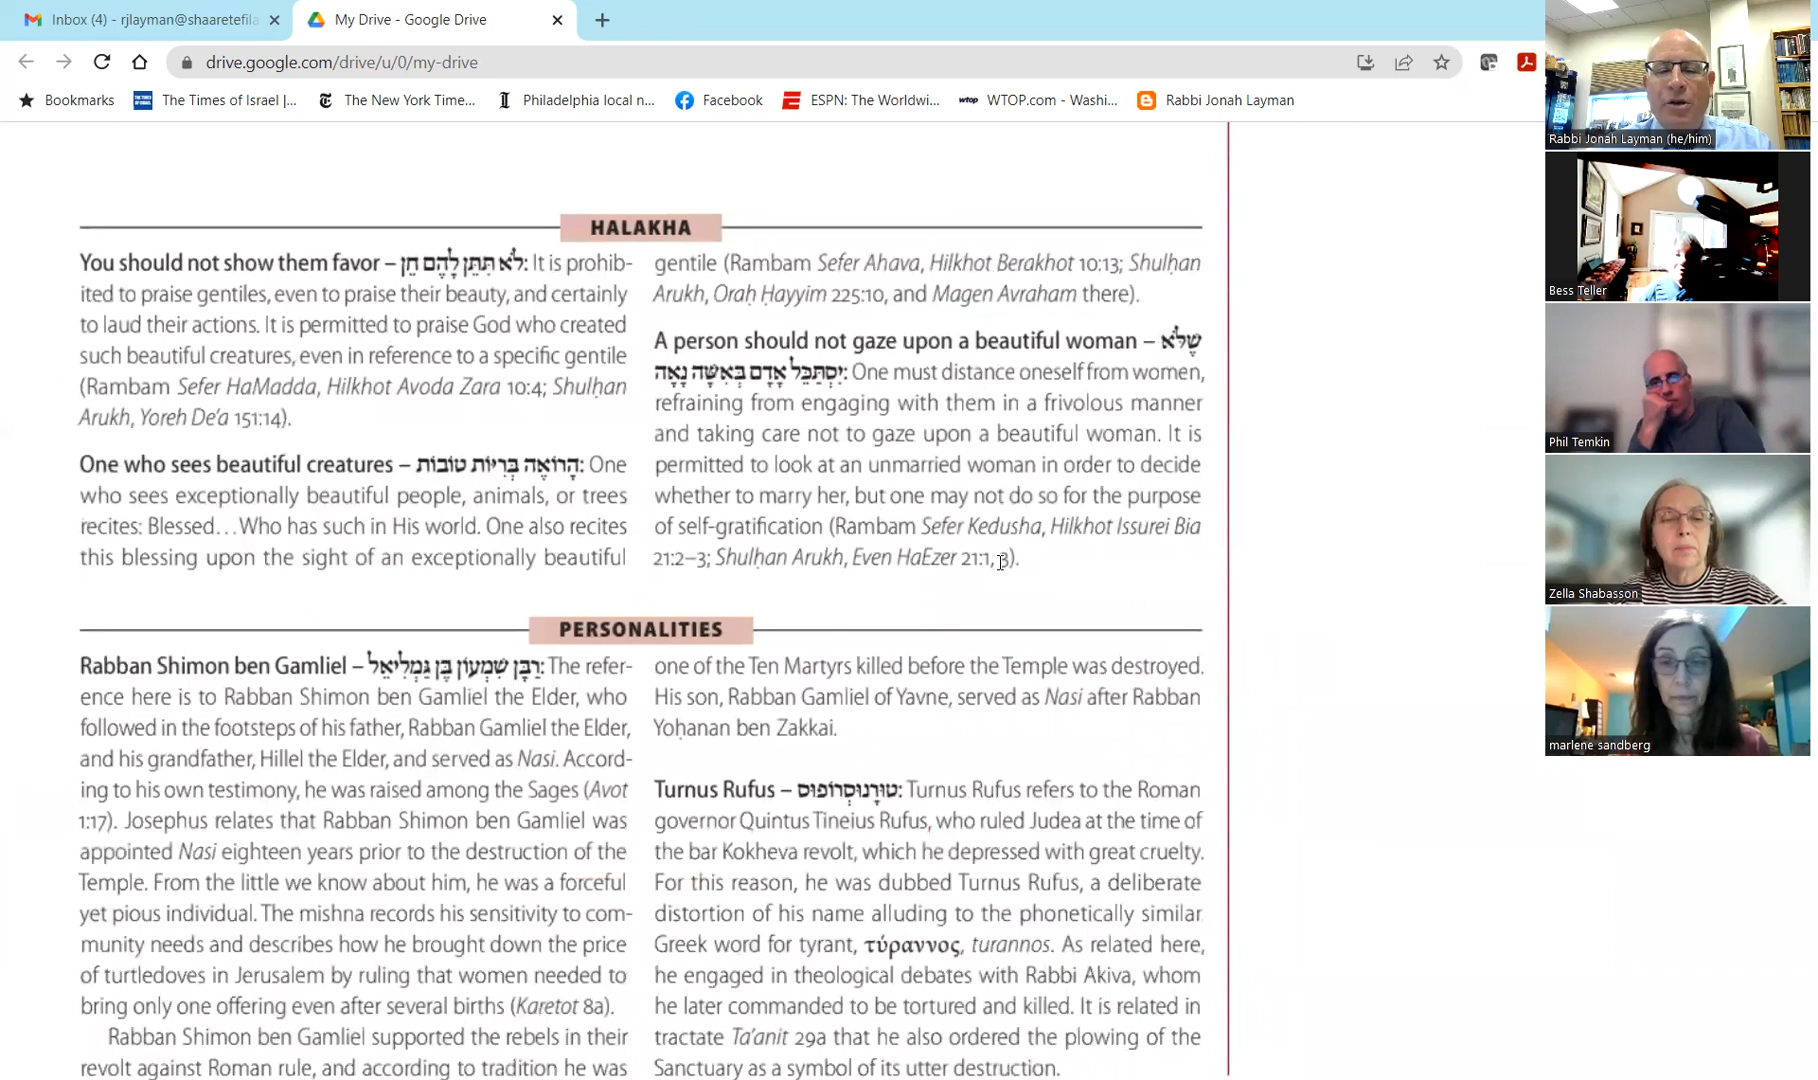 Inbox (4) - rjlayman@shaaretefila
My Drive - Google Drive
drive.google.com/drive/u/0/my-drive
Bookmarks
The Times of Israel |...
The New York Time...
Philadelphia local n...
Facebook
ESPN: The Worldwi...
WTOP.com - Washi...
Rabbi Jonah Layman
HALAKHA
You should not show them favor – לֹא תִּתֵּן לָהֶם חֵן: It is prohib-
ited to praise gentiles, even to praise their beauty, and certainly
to laud their actions. It is permitted to praise God who created
such beautiful creatures, even in reference to a specific gentile
(Rambam Sefer HaMadda, Hilkhot Avoda Zara 10:4; Shulḥan
Arukh, Yoreh De'a 151:14).
One who sees beautiful creatures – הָרוֹאֶה בְּרִיּוֹת טוֹבוֹת: One
who sees exceptionally beautiful people, animals, or trees
recites: Blessed...Who has such in His world. One also recites
this blessing upon the sight of an exceptionally beautiful
gentile (Rambam Sefer Ahava, Hilkhot Berakhot 10:13; Shulḥan
Arukh, Oraḥ Ḥayyim 225:10, and Magen Avraham there).
A person should not gaze upon a beautiful woman – שֶׁלֹּא
יִסְתַּכֵּל אָדָם בְּאִשָּׁה נָאָה: One must distance oneself from women,
refraining from engaging with them in a frivolous manner
and taking care not to gaze upon a beautiful woman. It is
permitted to look at an unmarried woman in order to decide
whether to marry her, but one may not do so for the purpose
of self-gratification (Rambam Sefer Kedusha, Hilkhot Issurei Bia
21:2–3; Shulḥan Arukh, Even HaEzer 21:1, 3).
PERSONALITIES
Rabban Shimon ben Gamliel – רַבָּן שִׁמְעוֹן בֶּן גַּמְלִיאֵל: The refer-
ence here is to Rabban Shimon ben Gamliel the Elder, who
followed in the footsteps of his father, Rabban Gamliel the Elder,
and his grandfather, Hillel the Elder, and served as Nasi. Accord-
ing to his own testimony, he was raised among the Sages (Avot
1:17). Josephus relates that Rabban Shimon ben Gamliel was
appointed Nasi eighteen years prior to the destruction of the
Temple. From the little we know about him, he was a forceful
yet pious individual. The mishna records his sensitivity to com-
munity needs and describes how he brought down the price
of turtledoves in Jerusalem by ruling that women needed to
bring only one offering even after several births (Karetot 8a).
Rabban Shimon ben Gamliel supported the rebels in their
revolt against Roman rule, and according to tradition he was
one of the Ten Martyrs killed before the Temple was destroyed.
His son, Rabban Gamliel of Yavne, served as Nasi after Rabban
Yoḥanan ben Zakkai.
Turnus Rufus – טוּרְנוּסְרוֹפוּס: Turnus Rufus refers to the Roman
governor Quintus Tineius Rufus, who ruled Judea at the time of
the bar Kokheva revolt, which he depressed with great cruelty.
For this reason, he was dubbed Turnus Rufus, a deliberate
distortion of his name alluding to the phonetically similar
Greek word for tyrant, τύραννος, turannos. As related here,
he engaged in theological debates with Rabbi Akiva, whom
he later commanded to be tortured and killed. It is related in
tractate Ta'anit 29a that he also ordered the plowing of the
Sanctuary as a symbol of its utter destruction.
Rabbi Jonah Layman (he/him)
Bess Teller
Phil Temkin
Zella Shabasson
marlene sandberg